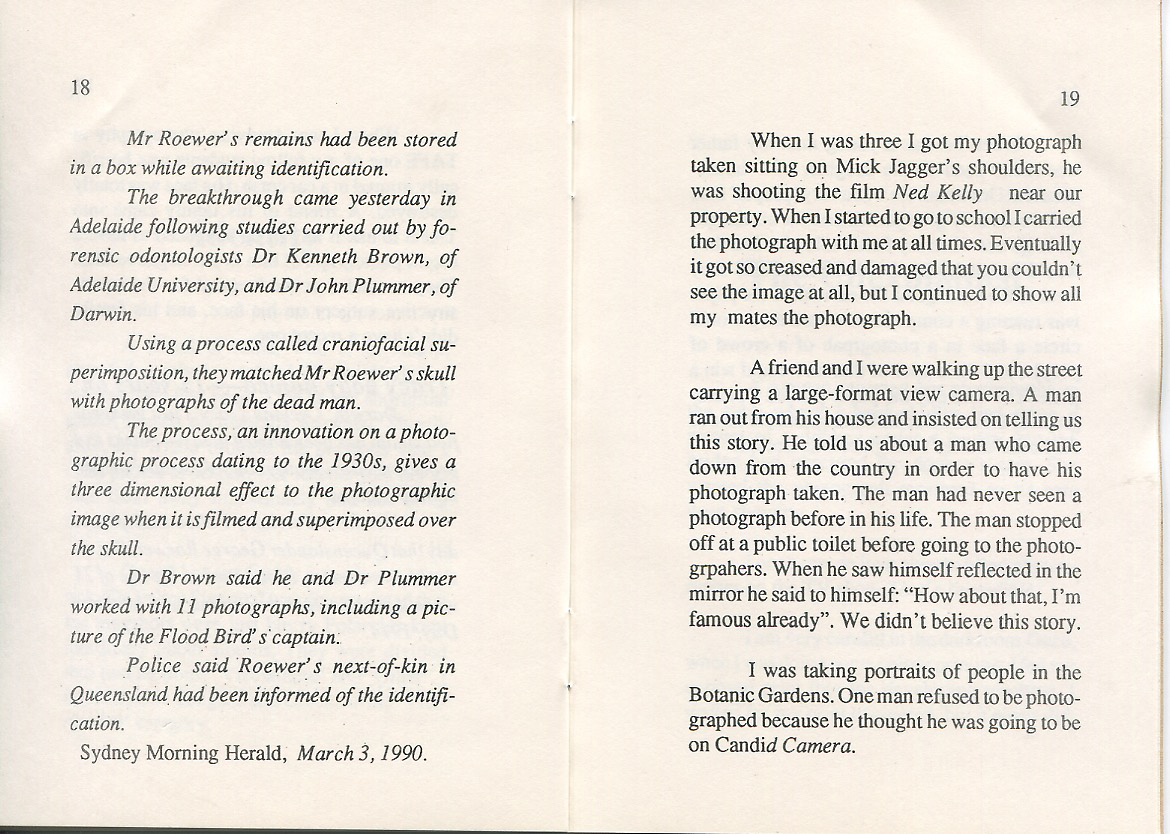 18
Mr Roewer's remains had been stored
in a box while awaiting identification.
The breakthrough came yesterday in
Adelaide following studies carried out by fo-
rensic odontologists Dr Kenneth Brown, of
Adelaide University, and Dr John Plummer, of
Darwin.
Using a process called craniofacial su-
perimposition, they matched Mr Roewer's skull
with photographs of the dead man.
The process, an innovation on a photo-
graphic process dating to the 1930s, gives a
three dimensional effect to the photographic
image when it is filmed and superimposed over
the skull.
Dr Brown said he and Dr Plummer
worked with 11 photographs, including a pic-
ture of the Flood Bird's captain.
Police said Roewer's next-of-kin in
Queensland had been informed of the identifi-
cation.
Sydney Morning Herald, March 3, 1990.
19
When I was three I got my photograph
taken sitting on Mick Jagger's shoulders, he
was shooting the film Ned Kelly near our
property. When I started to go to school I carried
the photograph with me at all times. Eventually
it got so creased and damaged that you couldn't
see the image at all, but I continued to show all
my mates the photograph.
A friend and I were walking up the street
carrying a large-format view camera. A man
ran out from his house and insisted on telling us
this story. He told us about a man who came
down from the country in order to have his
photograph taken. The man had never seen a
photograph before in his life. The man stopped
off at a public toilet before going to the photo-
grpahers. When he saw himself reflected in the
mirror he said to himself: “How about that, I'm
famous already”. We didn't believe this story.
I was taking portraits of people in the
Botanic Gardens. One man refused to be photo-
graphed because he thought he was going to be
on Candid Camera.